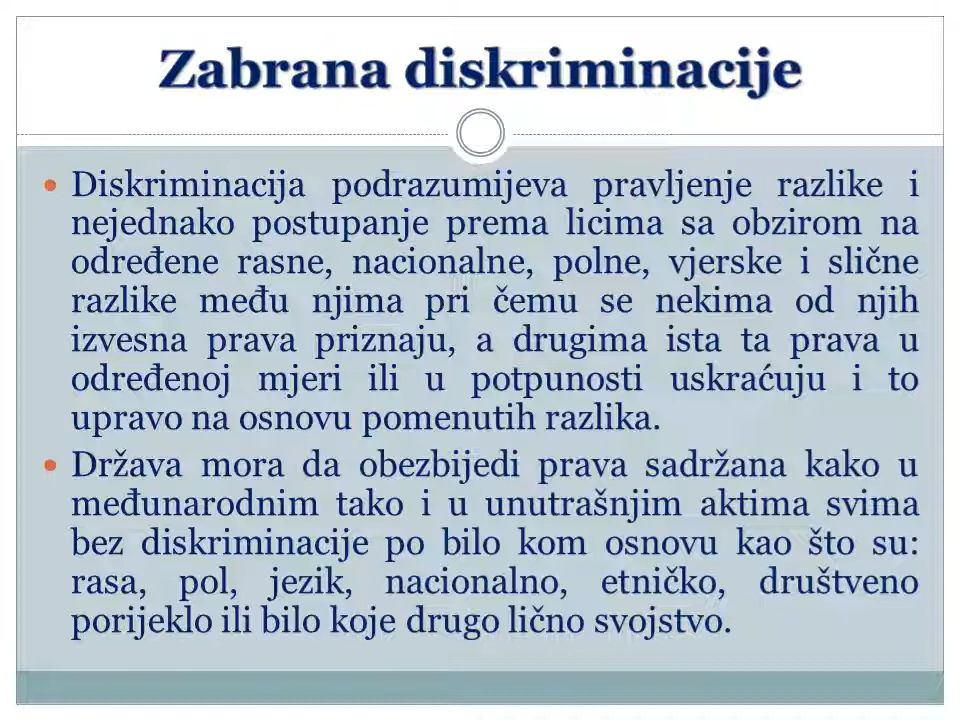 Zabrana diskriminacije
• Diskriminacija podrazumijeva pravljenje razlike i
nejednako postupanje prema licima sa obzirom na
određene rasne, nacionalne, polne, vjerske i slične
razlike među njima pri čemu se nekima od njih
izvesna prava priznaju, a drugima ista ta prava u
određenoj mjeri ili u potpunosti uskraćuju i to
upravo na osnovu pomenutih razlika.
• Država mora da obezbijedi prava sadržana kako u
međunarodnim tako i u unutrašnjim aktima svima
bez diskriminacije po bilo kom osnovu kao što su:
rasa, pol, jezik, nacionalno, etničko, društveno
porijeklo ili bilo koje drugo lično svojstvo.